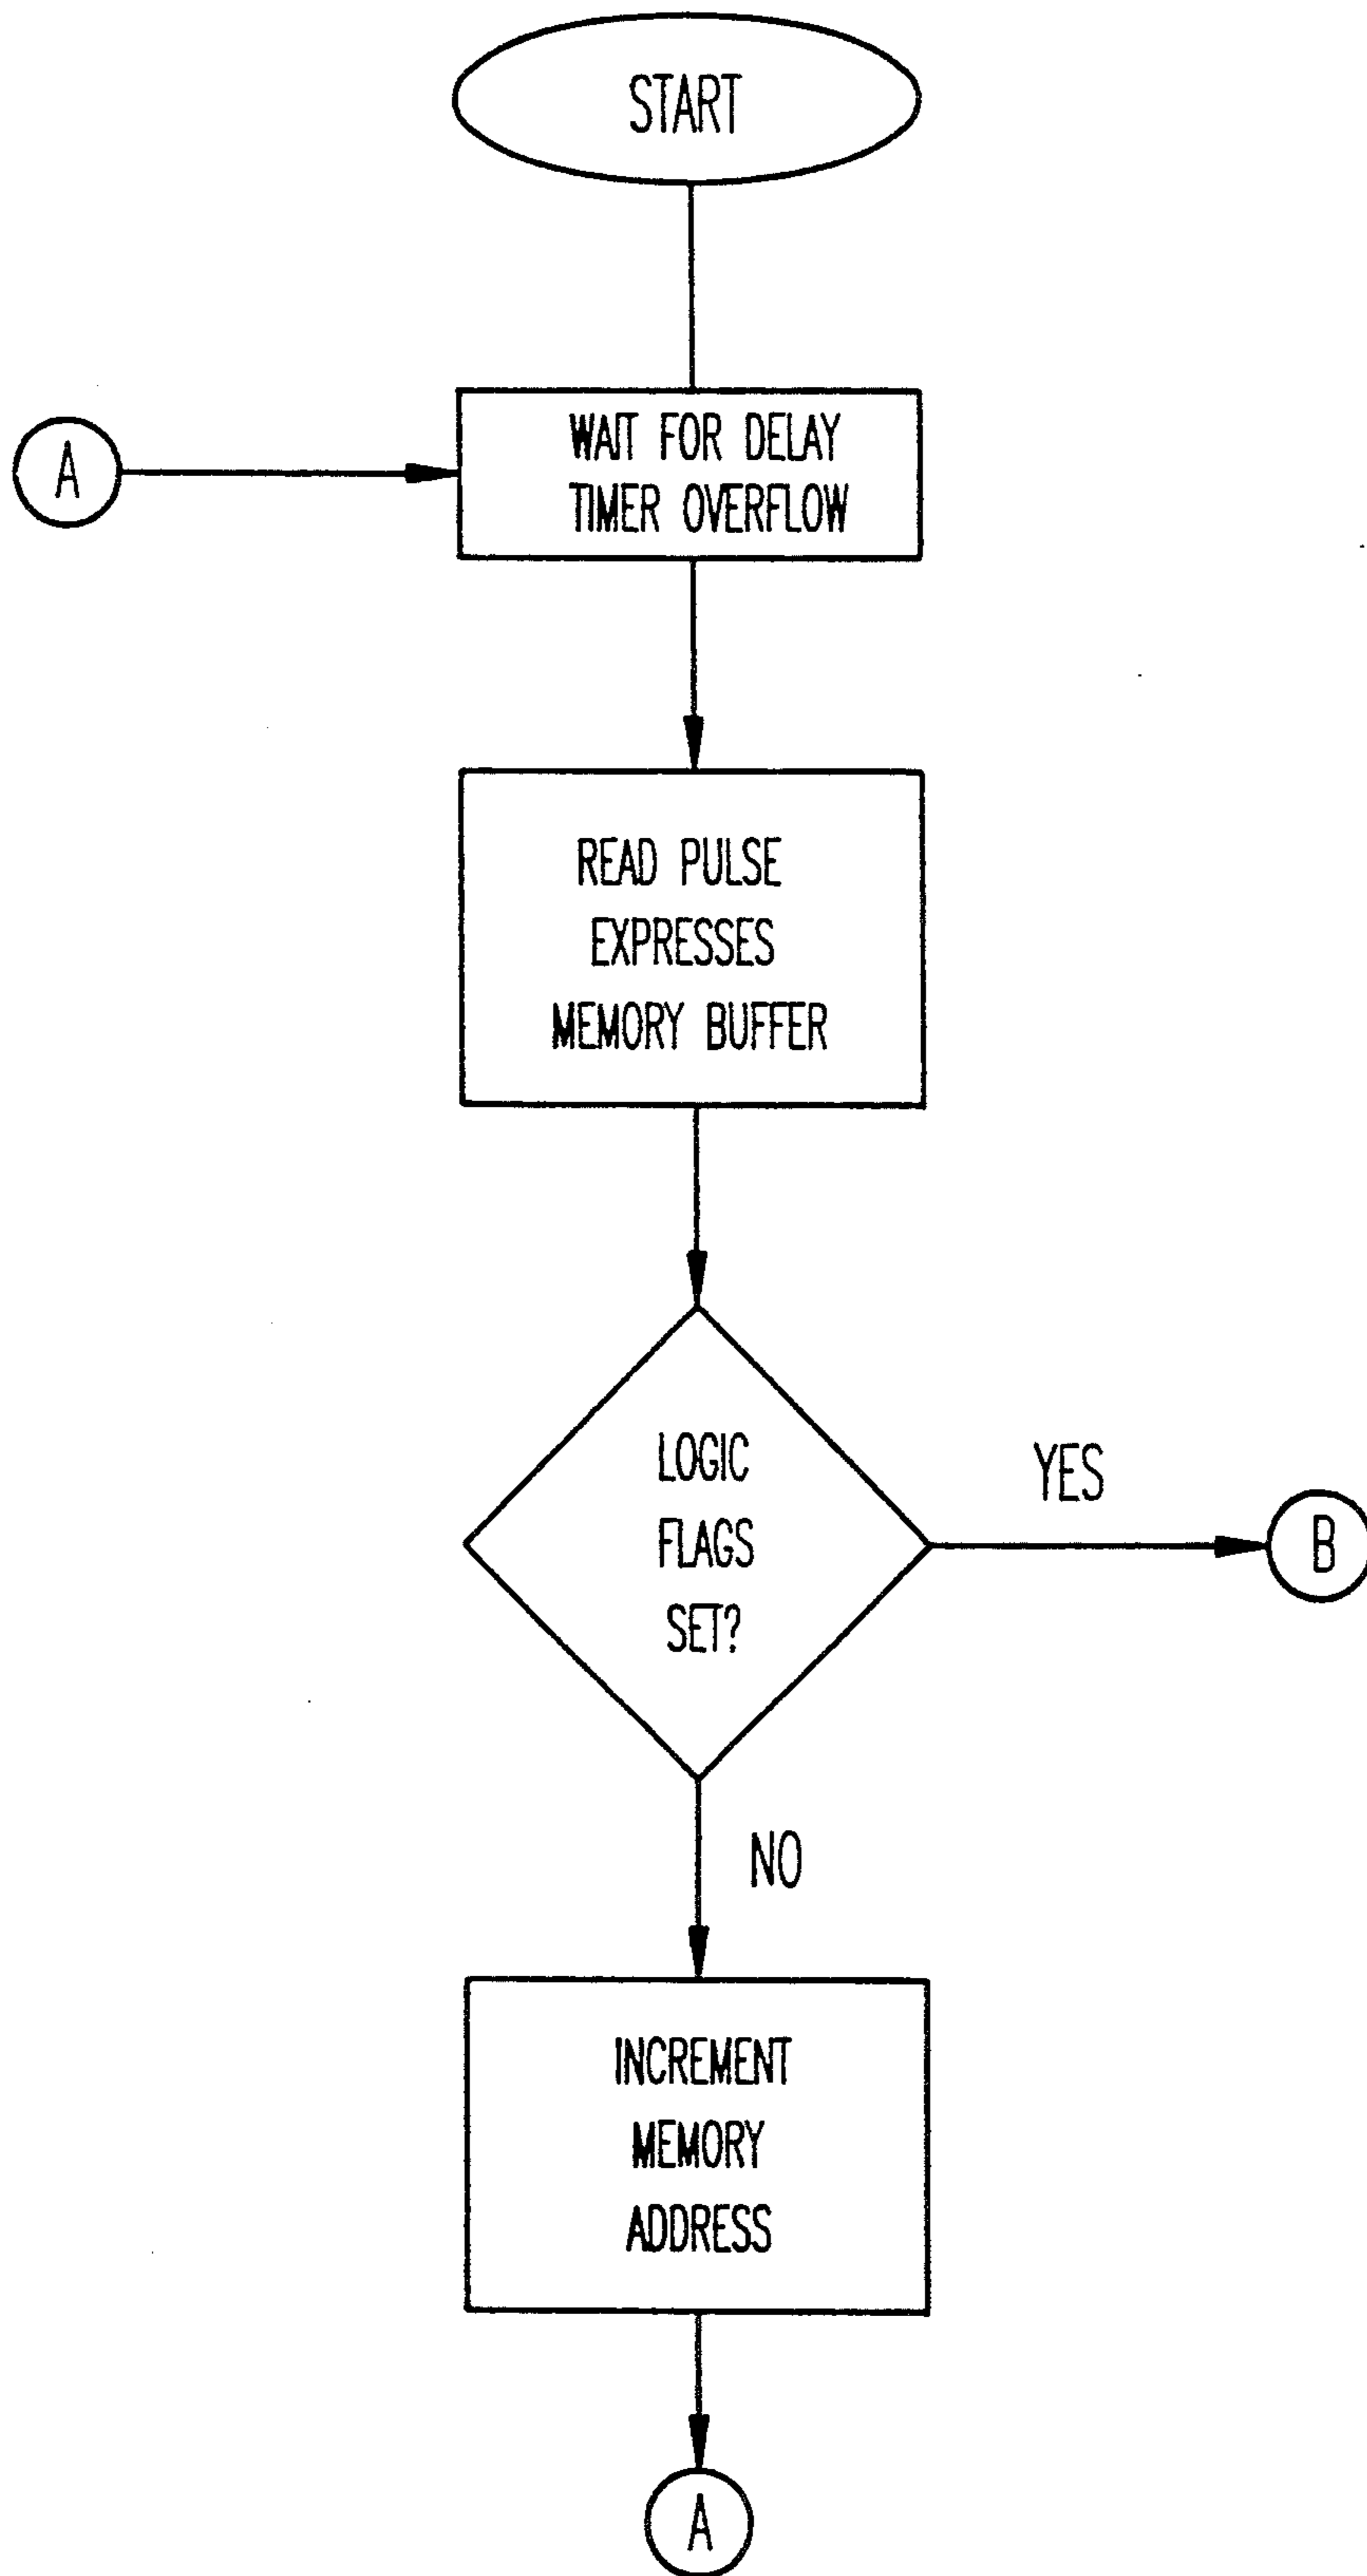 START
A
WAIT FOR DELAY
TIMER OVERFLOW
READ PULSE
EXPRESSES
MEMORY BUFFER
LOGIC
FLAGS
SET?
YES
B
NO
INCREMENT
MEMORY
ADDRESS
A